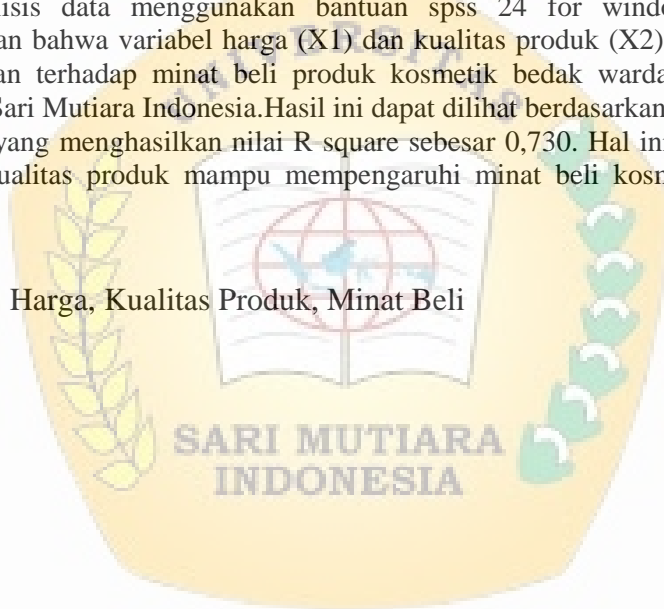 isis data menggunakan bantuan spss 24 for windo
an bahwa variabel harga (X1) dan kualitas produk (X2)
an terhadap minat beli produk kosmetik bedak warda
Sari Mutiara Indonesia.Hasil ini dapat dilihat berdasarkan
yang menghasilkan nilai R square sebesar 0,730. Hal ini
ualitas produk mampu mempengaruhi minat beli kosm
Harga, Kualitas Produk, Minat Beli
UNIVERSITAS
SARI MUTIARA
INDONESIA